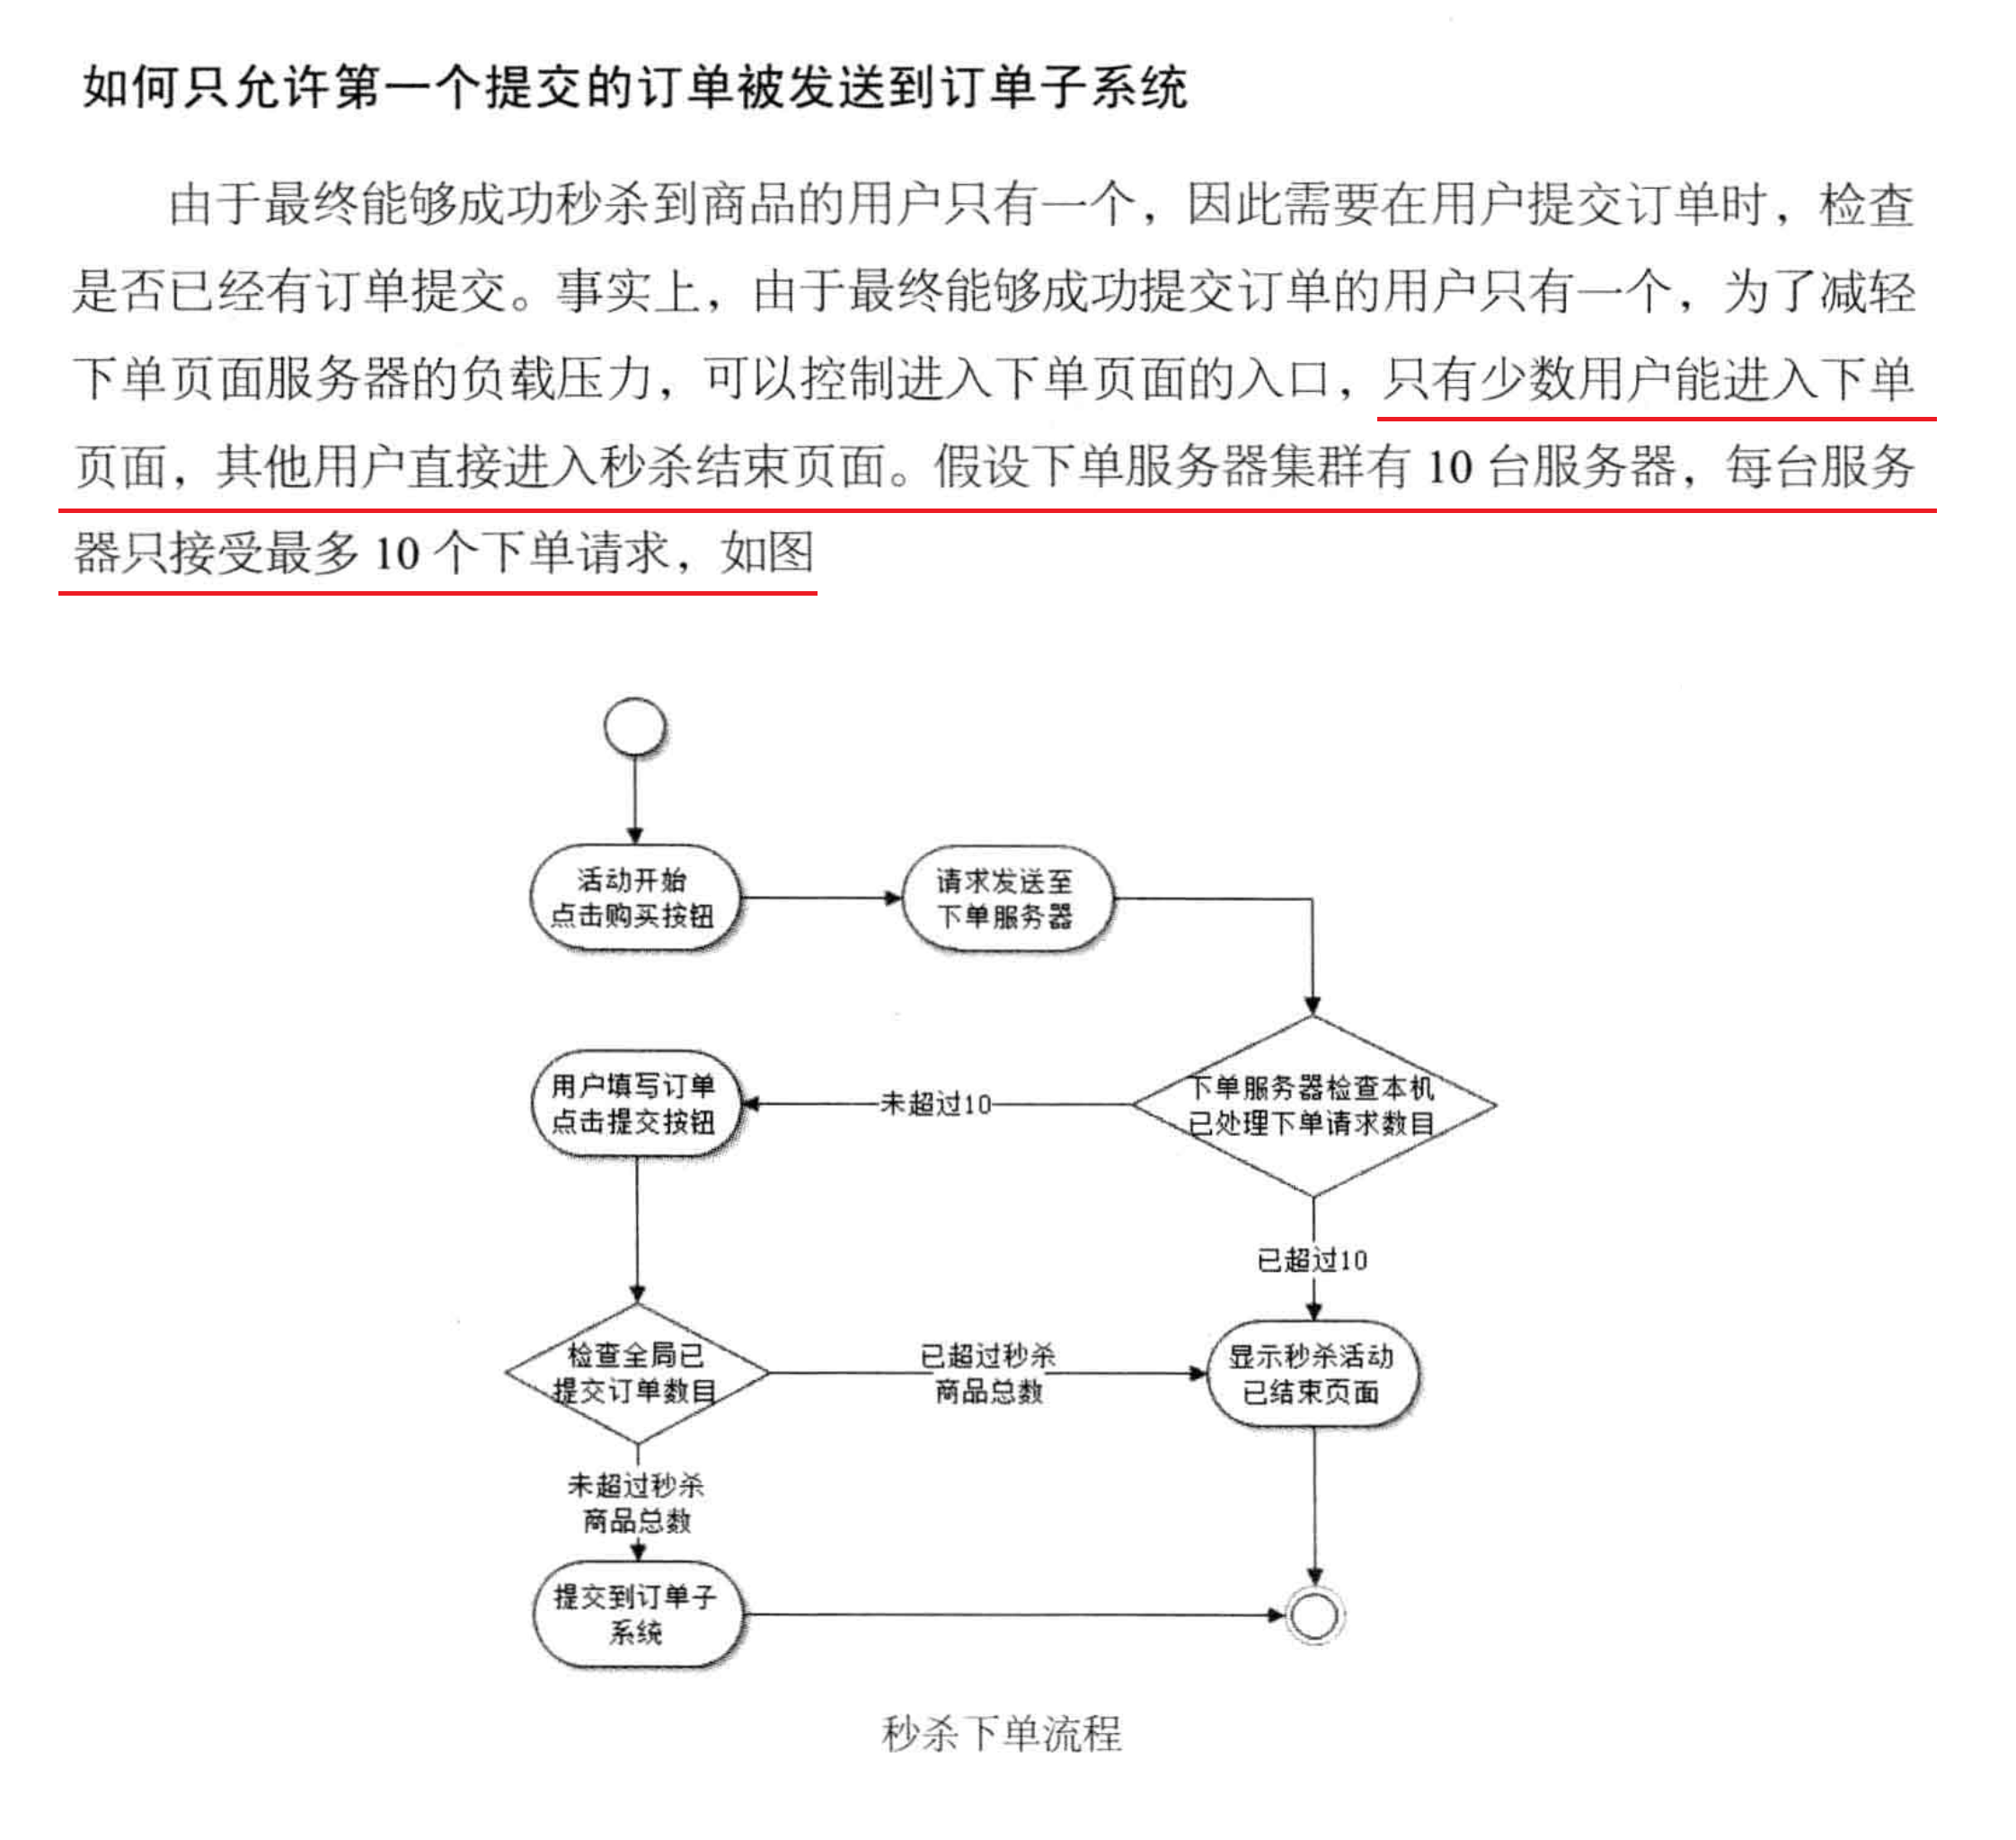 如何只允许第一个提交的订单被发送到订单子系统
由于最终能够成功秒杀到商品的用户只有一个，因此需要在用户提交订单时，检查
是否已经有订单提交。事实上，由于最终能够成功提交订单的用户只有一个，为了减轻
下单页面服务器的负载压力，可以控制进入下单页面的入口，只有少数用户能进入下单
页面，其他用户直接进入秒杀结束页面。假设下单服务器集群有 10 台服务器，每台服务
器只接受最多 10 个下单请求，如图
活动开始
点击购买按钮
请求发送至
下单服务器
下单服务器检查本机
已处理下单请求数目
未超过10
用户填写订单
点击提交按钮
已超过10
检查全局已
提交订单数目
已超过秒杀
商品总数
显示秒杀活动
已结束页面
未超过秒杀
商品总数
提交到订单子
系统
秒杀下单流程